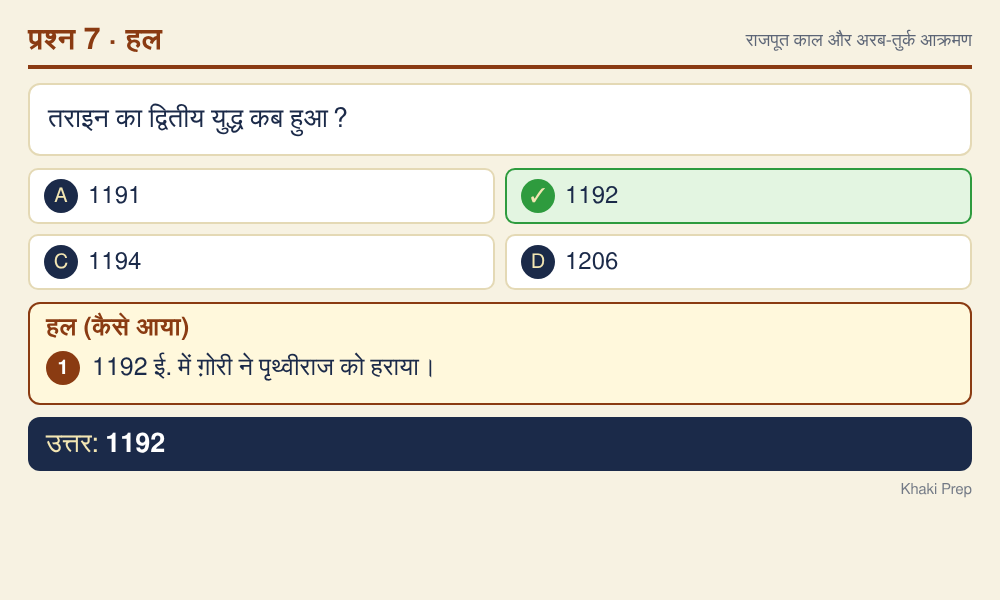 प्रश्न 7 · हल
राजपूत काल और अरब-तुर्क आक्रमण
तराइन का द्वितीय युद्ध कब हुआ ?
A 1191
✓ 1192
C 1194
D 1206
हल (कैसे आया)
1 1192 ई. में ग़ोरी ने पृथ्वीराज को हराया।
उत्तर: 1192
Khaki Prep